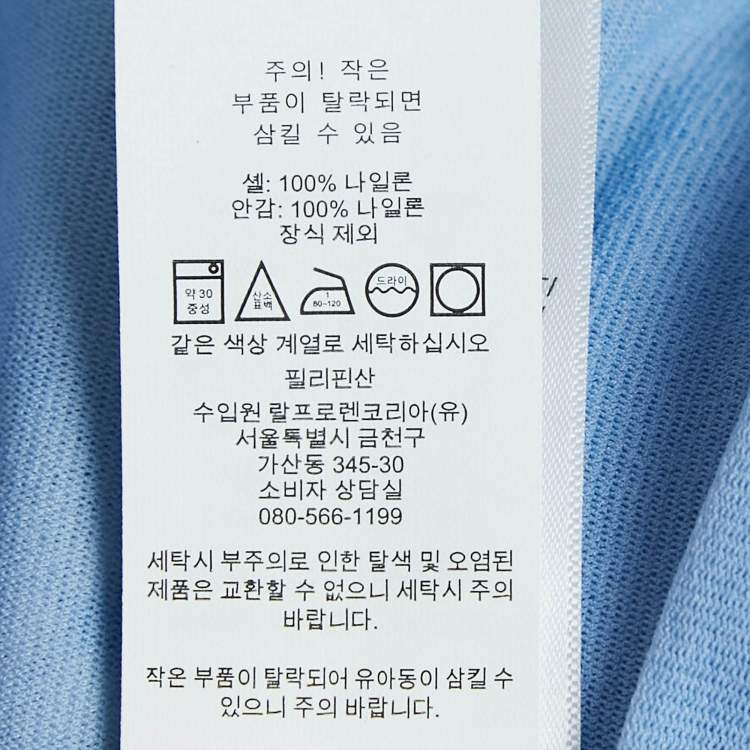 주의! 작은
부품이 탈락되면
삼킬 수 있음
셸: 100% 나일론
안감: 100% 나일론
장식 제외
약 30
중성
산소
표백
1
80~120
드라이
같은 색상 계열로 세탁하십시오
필리핀산
수입원 랄프로렌코리아(유)
서울특별시 금천구
가산동 345-30
소비자 상담실
080-566-1199
세탁시 부주의로 인한 탈색 및 오염된
제품은 교환할 수 없으니 세탁시 주의
바랍니다.
작은 부품이 탈락되어 유아동이 삼킬 수
있으니 주의 바랍니다.